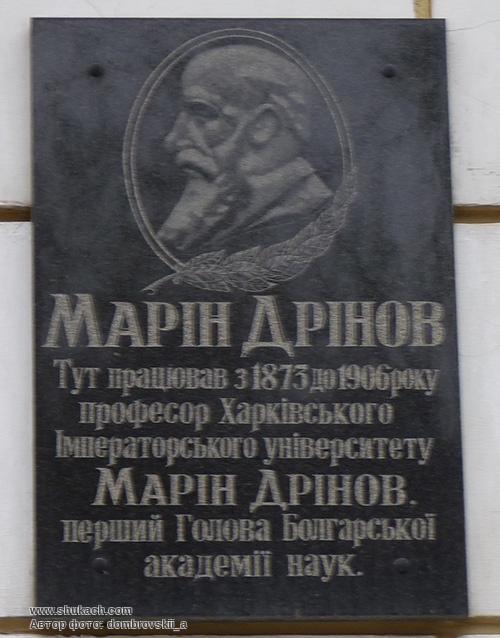 МАРІН ДРІНОВ
Тут працював з 1873 до 1906 року
професор Харківського
Імператорського університету
МАРІН ДРІНОВ.
перший Голова Болгарської
академії наук.
www.shukach.com
Автор фото: dombrovskii_a